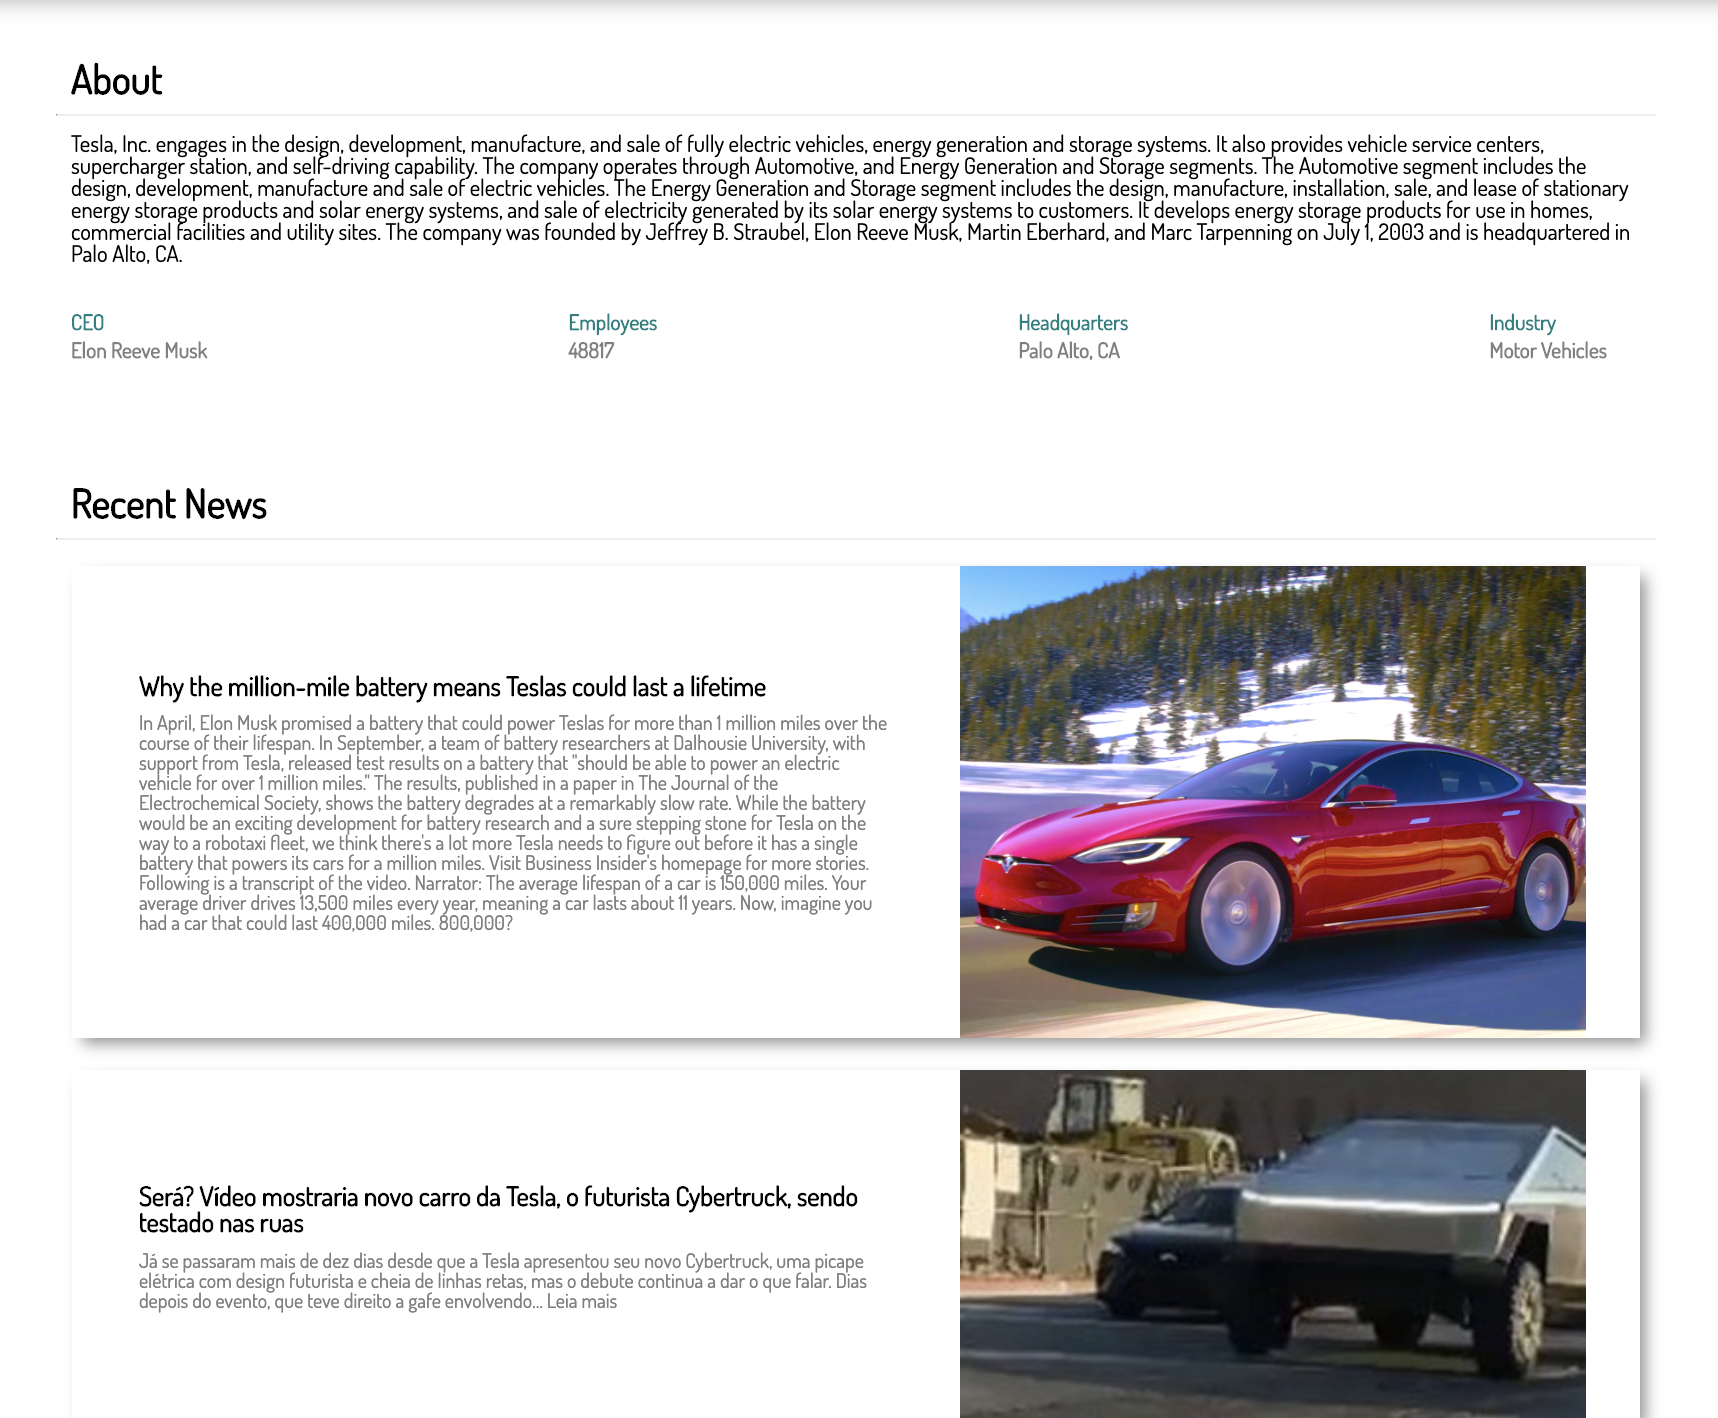 About
Tesla, Inc. engages in the design, development, manufacture, and sale of fully electric vehicles, energy generation and storage systems. It also provides vehicle service centers,
supercharger station, and self-driving capability. The company operates through Automotive, and Energy Generation and Storage segments. The Automotive segment includes the
design, development, manufacture and sale of electric vehicles. The Energy Generation and Storage segment includes the design, manufacture, installation, sale, and lease of stationary
energy storage products and solar energy systems, and sale of electricity generated by its solar energy systems to customers. It develops energy storage products for use in homes,
commercial facilities and utility sites. The company was founded by Jeffrey B. Straubel, Elon Reeve Musk, Martin Eberhard, and Marc Tarpenning on July 1, 2003 and is headquartered in
Palo Alto, CA.
CEO Employees Headquarters Industry
Elon Reeve Musk 48817 Palo Alto, CA Motor Vehicles
Recent News
Why the million-mile battery means Teslas could last a lifetime
In April, Elon Musk promised a battery that could power Teslas for more than 1 million miles over the
course of their lifespan. In September, a team of battery researchers at Dalhousie University, with
support from Tesla, released test results on a battery that "should be able to power an electric
vehicle for over 1 million miles." The results, published in a paper in The Journal of the
Electrochemical Society, shows the battery degrades at a remarkably slow rate. While the battery
would be an exciting development for battery research and a sure stepping stone for Tesla on the
way to a robotaxi fleet, we think there's a lot more Tesla needs to figure out before it has a single
battery that powers its cars for a million miles. Visit Business Insider's homepage for more stories.
Following is a transcript of the video. Narrator: The average lifespan of a car is 150,000 miles. Your
average driver drives 13,500 miles every year, meaning a car lasts about 11 years. Now, imagine you
had a car that could last 400,000 miles. 800,000?
Será? Vídeo mostraria novo carro da Tesla, o futurista Cybertruck, sendo
testado nas ruas
Já se passaram mais de dez dias desde que a Tesla apresentou seu novo Cybertruck, uma picape
elétrica com design futurista e cheia de linhas retas, mas o debute continua a dar o que falar. Dias
depois do evento, que teve direito a gafe envolvendo... Leia mais